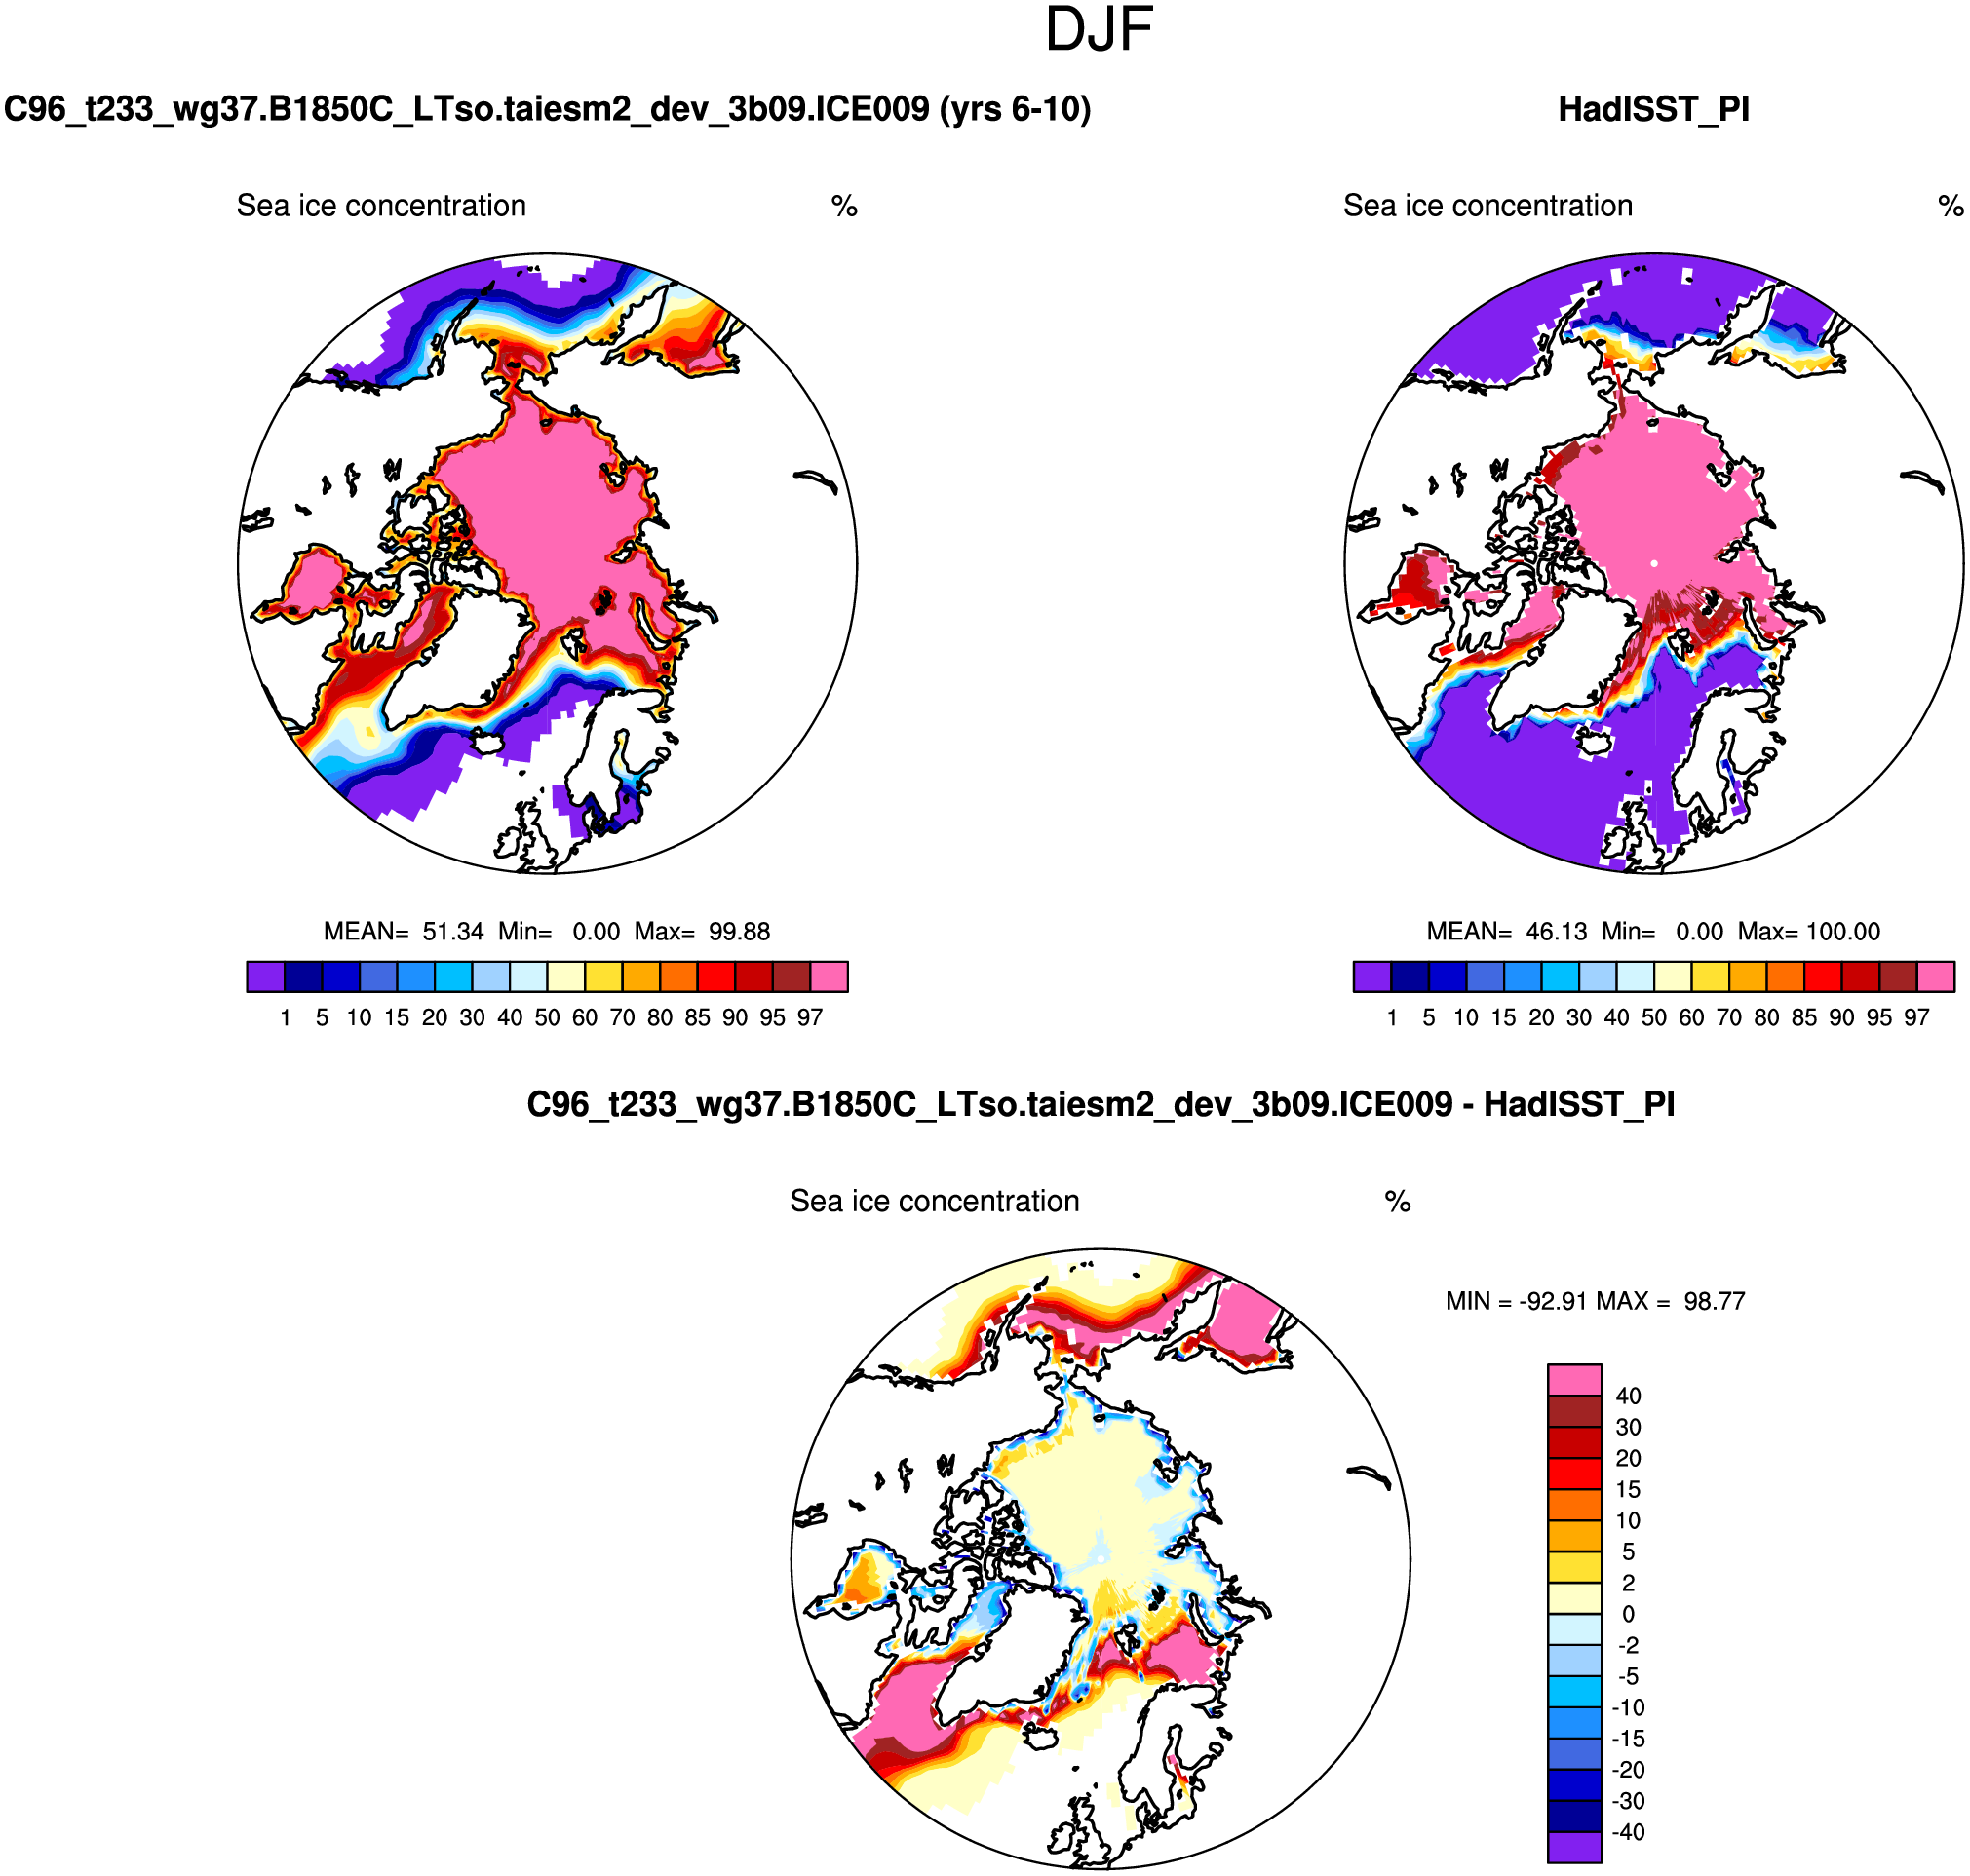 DJF
C96_t233_wg37.B1850C_LTso.taiesm2_dev_3b09.ICE009 (yrs 6-10)
HadISST_PI
Sea ice concentration %
Sea ice concentration %
MEAN= 51.34 Min= 0.00 Max= 99.88
MEAN= 46.13 Min= 0.00 Max= 100.00
1 5 10 15 20 30 40 50 60 70 80 85 90 95 97
1 5 10 15 20 30 40 50 60 70 80 85 90 95 97
C96_t233_wg37.B1850C_LTso.taiesm2_dev_3b09.ICE009 - HadISST_PI
Sea ice concentration %
MIN = -92.91 MAX = 98.77
40
30
20
15
10
5
2
0
-2
-5
-10
-15
-20
-30
-40